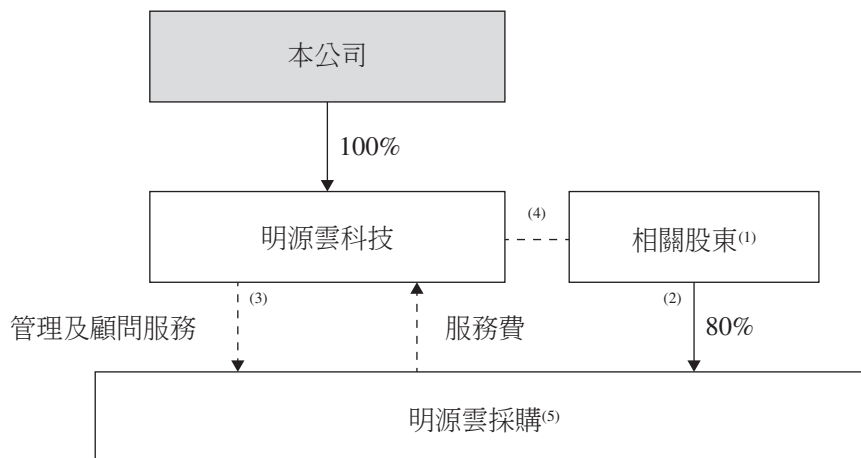 本公司
100%
明源雲科技
(4)
相關股東(1)
(3)
(2)
管理及顧問服務
服務費
80%
明源雲採購(5)